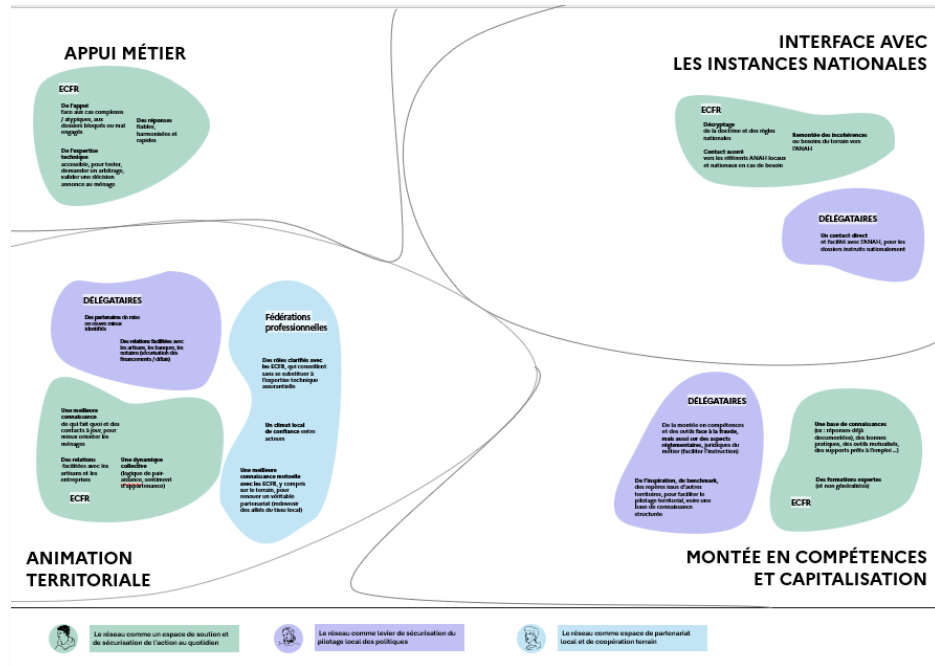 APPUI MÉTIER
ECFR
De l'appui
face aux cas complexes
/ atypiques, aux
dossiers bloqués ou mal
engagés
De l'expertise
technique
accessible, pour tester,
demander un arbitrage,
valider une décision
annonce au ménage
Des réponses
fiables,
harmonisées et
rapides
INTERFACE AVEC
LES INSTANCES NATIONALES
ECFR
Décryptage
de la doctrine et des règles
nationales
Contact assuré
vers les référents ANAH locaux
et nationaux en cas de besoin
Remontée des incohérences
ou besoins du terrain vers
l'ANAH
DÉLÉGATAIRES
Un contact direct
et facilité avec l'ANAH, pour les
dossiers instruits nationalement
DÉLÉGATAIRES
Des partenaires de mise
en œuvre mieux
identifiés
Des relations facilitées avec
les artisans, les banques, les
notaires (sécurisation des
financements / délais)
Une meilleure
connaissance
de qui fait quoi et des
contacts à jour, pour
mieux orienter les
ménages
Des relations
facilitées avec les
artisans et les
entreprises
Une dynamique
collective
(logique de pair-
aidance, sentiment
d'appartenance)
ECFR
Fédérations
professionnelles
Des rôles clarifiés avec
les ECFR, qui conseillent
sans se substituer à
l'expertise technique
assurantielle
Un climat local
de confiance entre
acteurs
Une meilleure
connaissance mutuelle
avec les ECFR, y compris
sur le terrain, pour
renouer un véritable
partenariat (redevenir
des alliés du tissu local)
ANIMATION
TERRITORIALE
DÉLÉGATAIRES
De la montée en compétences
et des outils face à la fraude,
mais aussi sur des aspects
réglementaires, juridiques du
métier (faciliter l'instruction)
De l'inspiration, du benchmark,
des repères issus d'autres
territoires, pour faciliter le
pilotage territorial, voire une
base de connaissance
structurée
Une base de connaissances
(ex : réponses déjà
documentées), des bonnes
pratiques, des outils mutualisés,
des supports prêts à l'emploi ...)
Des formations expertes
(et non généralistes)
ECFR
MONTÉE EN COMPÉTENCES
ET CAPITALISATION
Le réseau comme un espace de soutien et
de sécurisation de l'action au quotidien
Le réseau comme levier de sécurisation du
pilotage local des politiques
Le réseau comme espace de partenariat
local et de coopération terrain